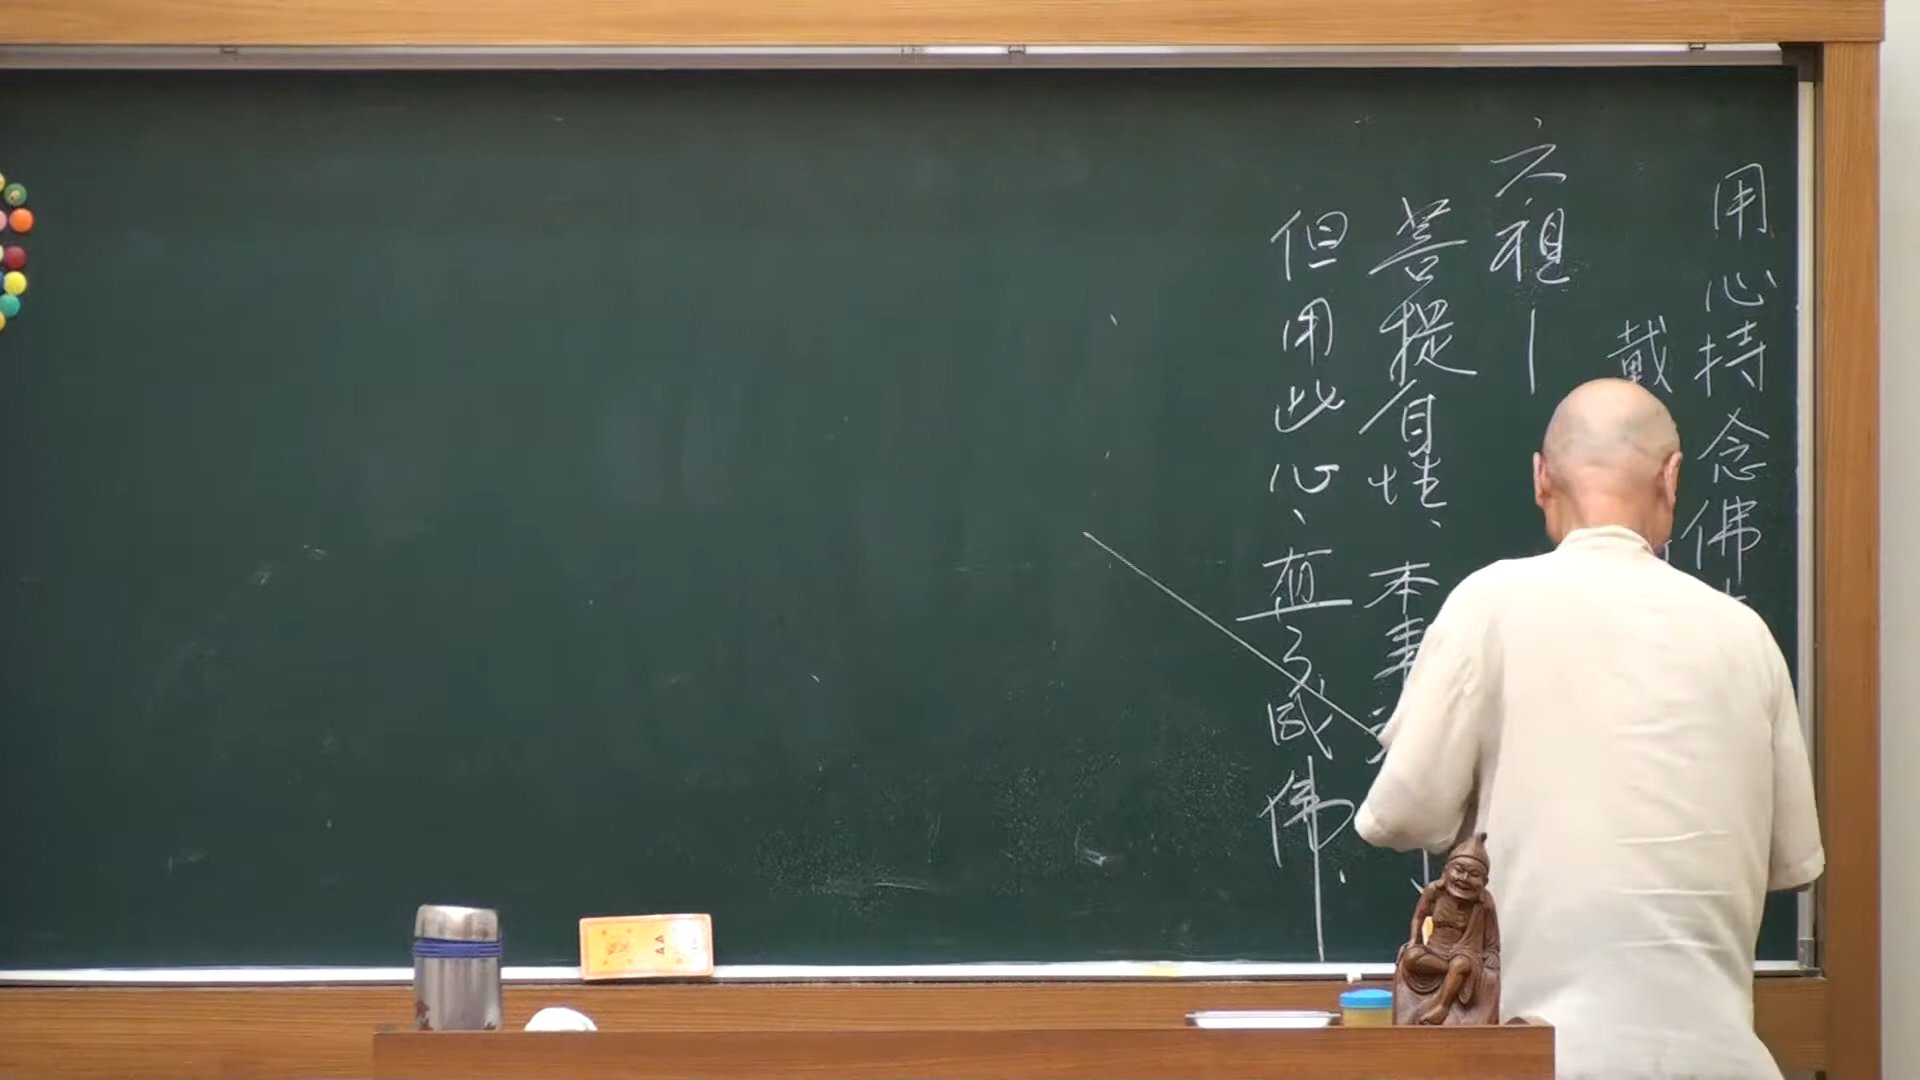 用心持念佛
戴
六祖—
菩提自性、本
但用此心、直了成佛.